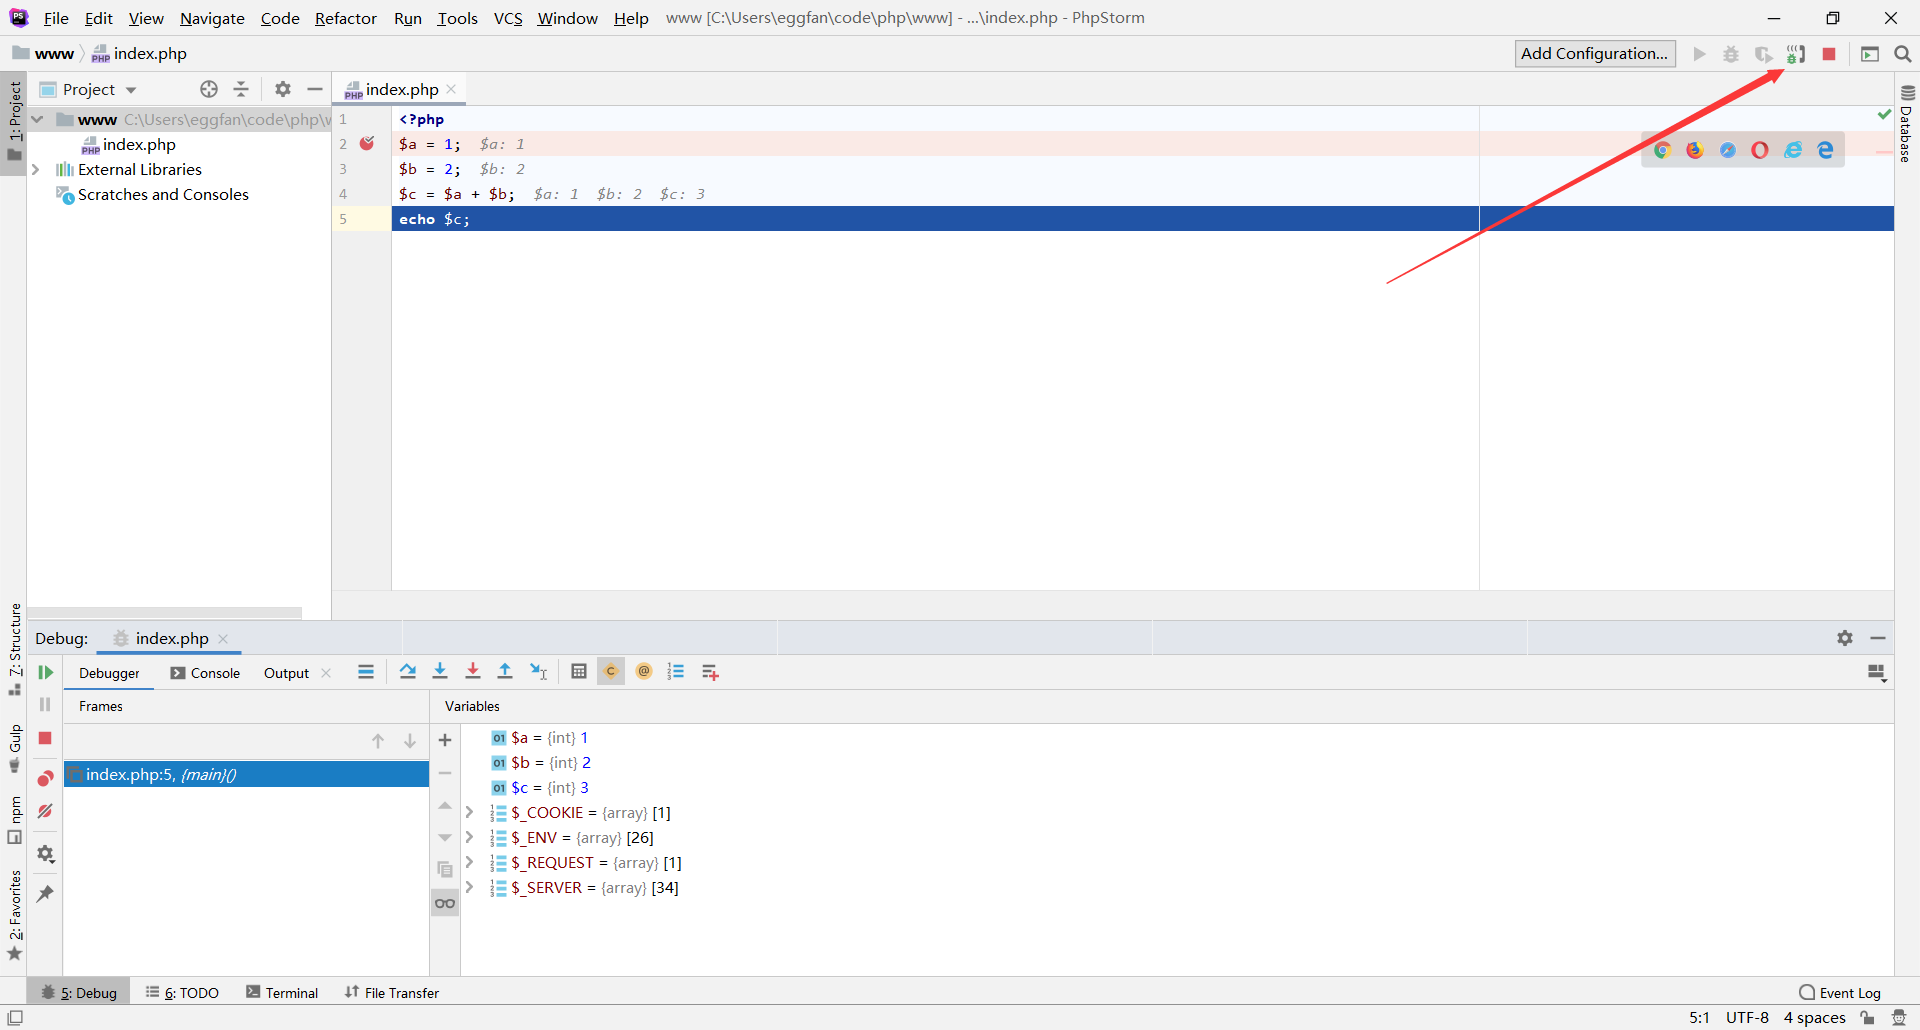 File Edit View Navigate Code Refactor Run Tools VCS Window Help www [C:\Users\eggfan\code\php\www] - ...\index.php - PhpStorm
www index.php Add Configuration...
1: Project
Project
index.php
Database
www C:\Users\eggfan\code\php\w
index.php
External Libraries
Scratches and Consoles
1 <?php
2 $a = 1; $a: 1
3 $b = 2; $b: 2
4 $c = $a + $b; $a: 1 $b: 2 $c: 3
5 echo $c;
7: Structure
Gulp
npm
2: Favorites
Debug: index.php
Debugger Console Output
Frames Variables
index.php:5, {main}()
$a = {int} 1
$b = {int} 2
$c = {int} 3
$_COOKIE = {array} [1]
$_ENV = {array} [26]
$_REQUEST = {array} [1]
$_SERVER = {array} [34]
5: Debug 6: TODO Terminal File Transfer Event Log
5:1 UTF-8 4 spaces